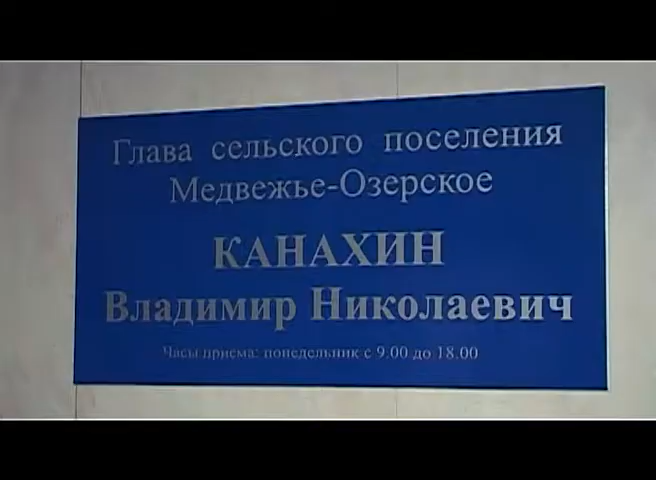 Глава сельского поселения
Медвежье-Озерское
КАНАХИН
Владимир Николаевич
Часы приема: понедельник с 9.00 до 18.00